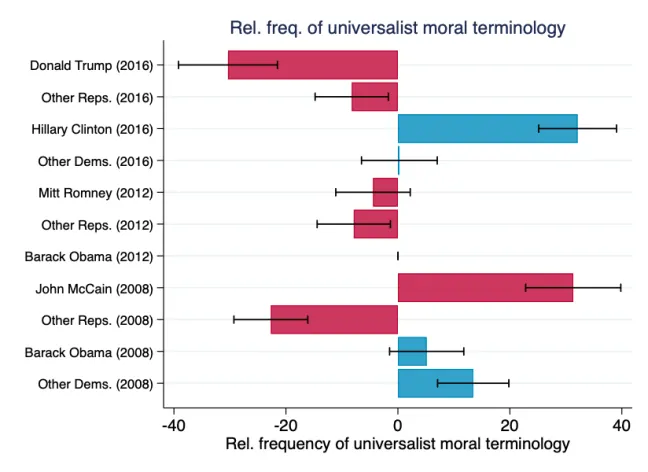 Rel. freq. of universalist moral terminology
Donald Trump (2016)
Other Reps. (2016)
Hillary Clinton (2016)
Other Dems. (2016)
Mitt Romney (2012)
Other Reps. (2012)
Barack Obama (2012)
John McCain (2008)
Other Reps. (2008)
Barack Obama (2008)
Other Dems. (2008)
-40 -20 0 20 40
Rel. frequency of universalist moral terminology